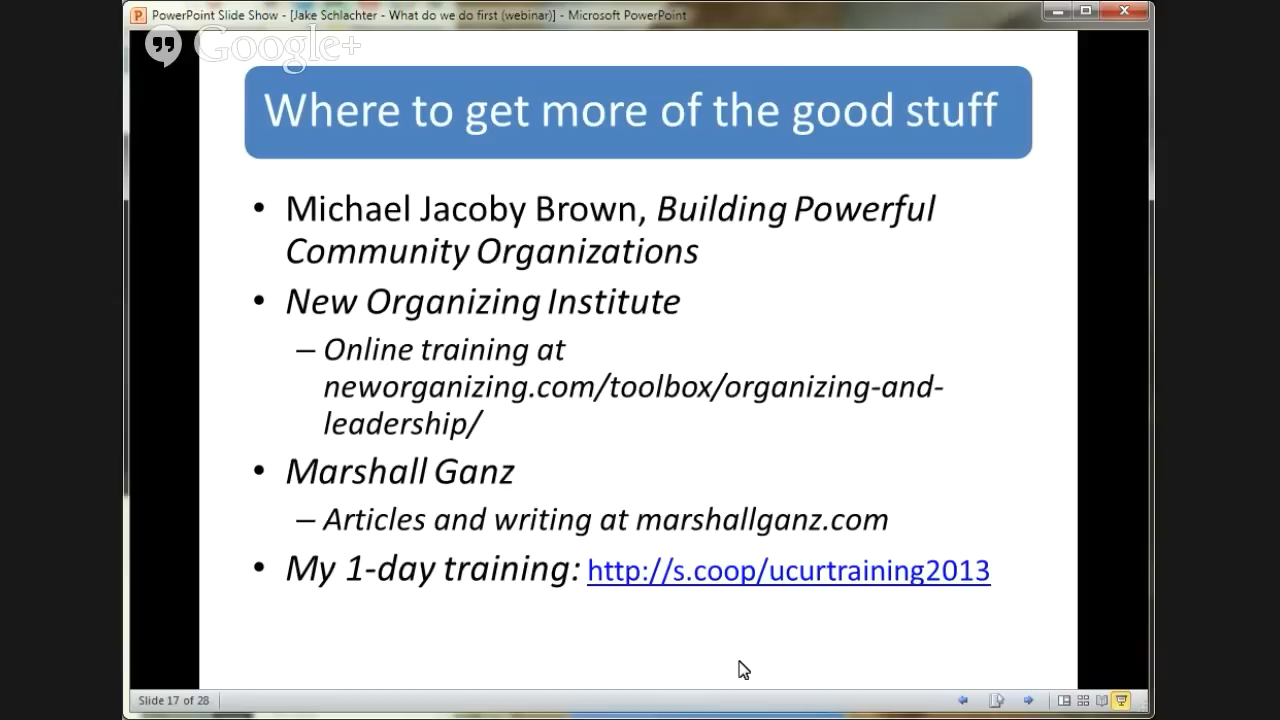 PowerPoint Slide Show - [Jake Schlachter - What do we do first (webinar)] - Microsoft PowerPoint
Google+
Where to get more of the good stuff
• Michael Jacoby Brown, Building Powerful
Community Organizations
• New Organizing Institute
– Online training at
neworganizing.com/toolbox/organizing-and-
leadership/
• Marshall Ganz
– Articles and writing at marshallganz.com
• My 1-day training: http://s.coop/ucurtraining2013
Slide 17 of 28